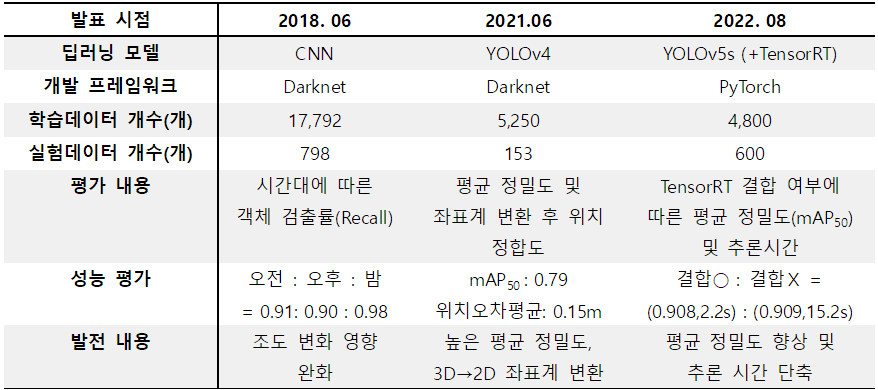 발표 시점 2018. 06 2021.06 2022. 08
딥러닝 모델 CNN YOLOv4 YOLOv5s (+TensorRT)
개발 프레임워크 Darknet Darknet PyTorch
학습데이터 개수(개) 17,792 5,250 4,800
실험데이터 개수(개) 798 153 600
평가 내용 시간대에 따른 평균 정밀도 및 TensorRT 결합 여부에
객체 검출률(Recall) 좌표계 변환 후 위치 따른 평균 정밀도(mAP50)
정합도 및 추론시간
성능 평가 오전 : 오후 : 밤 mAP50 : 0.79 결합○ : 결합Ⅹ =
= 0.91: 0.90 : 0.98 위치오차평균: 0.15m (0.908,2.2s) : (0.909,15.2s)
발전 내용 조도 변화 영향 높은 평균 정밀도, 평균 정밀도 향상 및
완화 3D→2D 좌표계 변환 추론 시간 단축